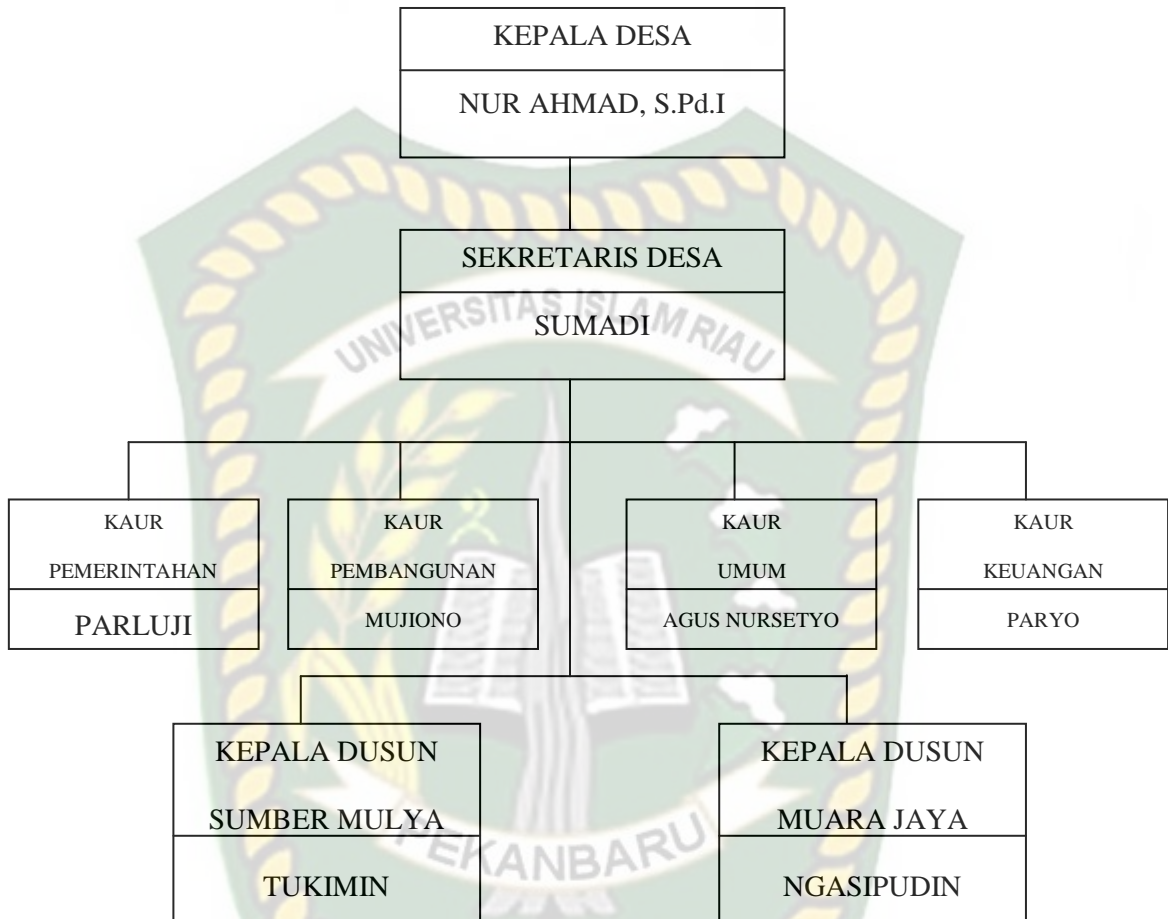 KEPALA DESA
NUR AHMAD, S.Pd.I
SEKRETARIS DESA
SUMADI
UNIVERSITAS ISLAM RIAU
KAUR
PEMERINTAHAN
PARLUJI
KAUR
PEMBANGUNAN
MUJIONO
KAUR
UMUM
AGUS NURSETYO
KAUR
KEUANGAN
PARYO
KEPALA DUSUN
SUMBER MULYA
TUKIMIN
KEPALA DUSUN
MUARA JAYA
NGASIPUDIN
PEKANBARU